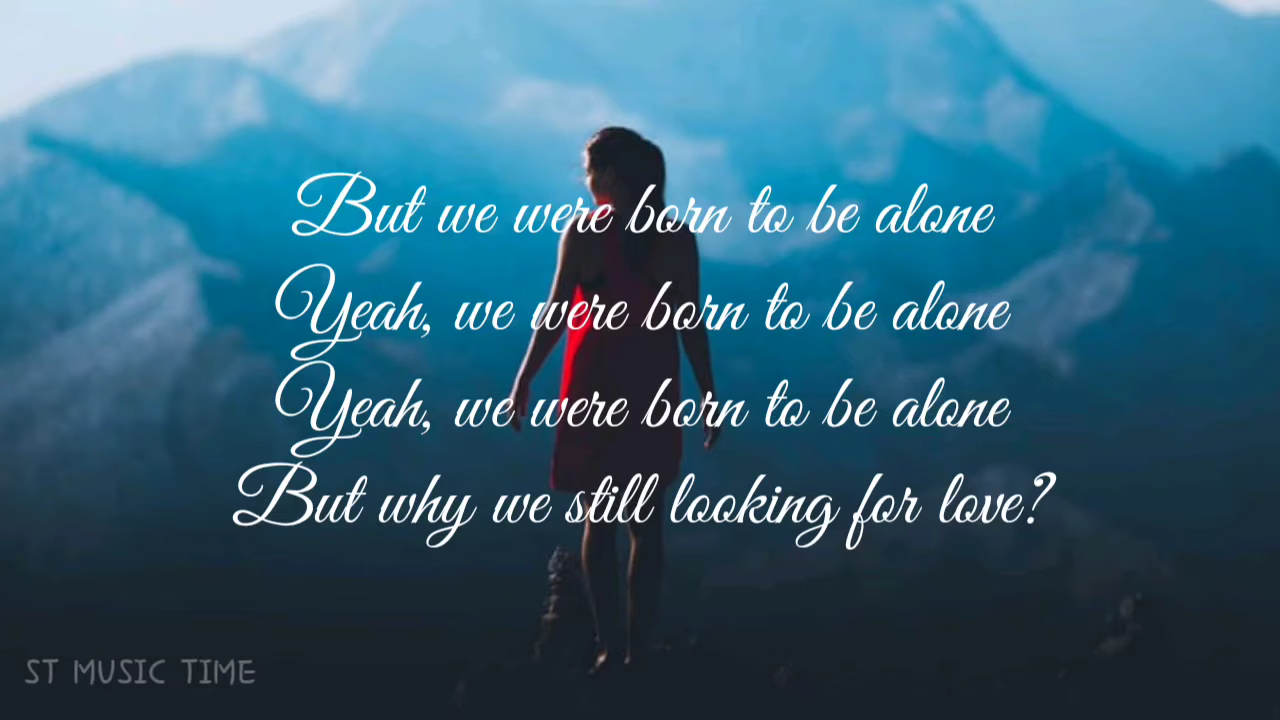 But we were born to be alone
Yeah, we were born to be alone
Yeah, we were born to be alone
But why we still looking for love?
ST MUSIC TIME